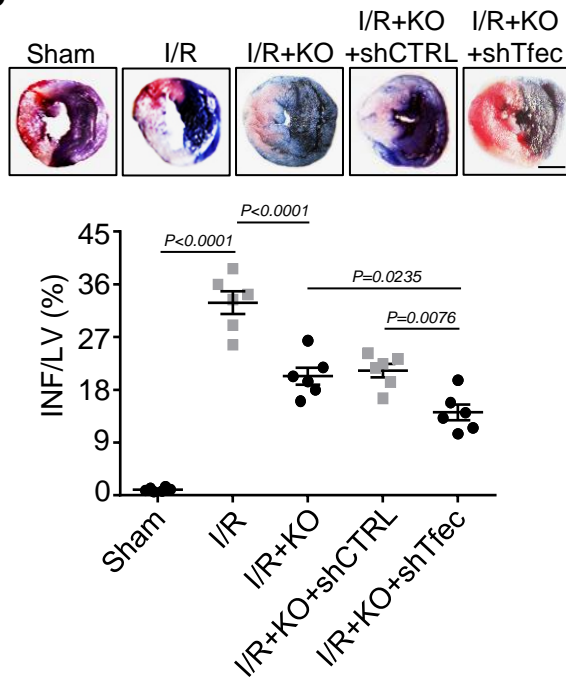 Sham
I/R
I/R+KO
I/R+KO
+shCTRL
I/R+KO
+shTfec
P<0.0001
P<0.0001
P=0.0235
P=0.0076
INF/LV (%)
45
36
27
18
9
0
Sham
I/R
I/R+KO
I/R+KO+shCTRL
I/R+KO+shTfec